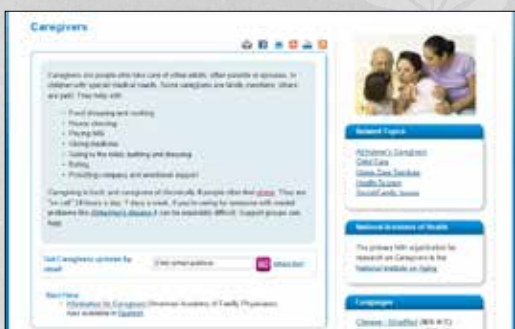 Caregivers
Caregivers are people who take care of other adults, often parents or spouses, or
children with special medical needs. Some caregivers are family members. Others
are paid. They help with
Food shopping and cooking
House cleaning
Paying bills
Giving medicine
Going to the toilet, bathing and dressing
Eating
Providing company and emotional support
Caregiving is hard, and caregivers of chronically ill people often feel stress. They are
"on call" 24 hours a day, 7 days a week. If you're caring for someone with mental
problems like Alzheimer's disease it can be especially difficult. Support groups can
help.
Get Caregivers updates by
email
Enter email address
GO
What's this?
Start Here
Information for Caregivers (American Academy of Family Physicians)
Also available in Spanish
Related Topics
Alzheimer's Caregivers
Child Care
Home Care Services
Health System
Social/Family Issues
National Institutes of Health
The primary NIH organization for
research on Caregivers is the
National Institute on Aging
Languages
Chinese - Simplified